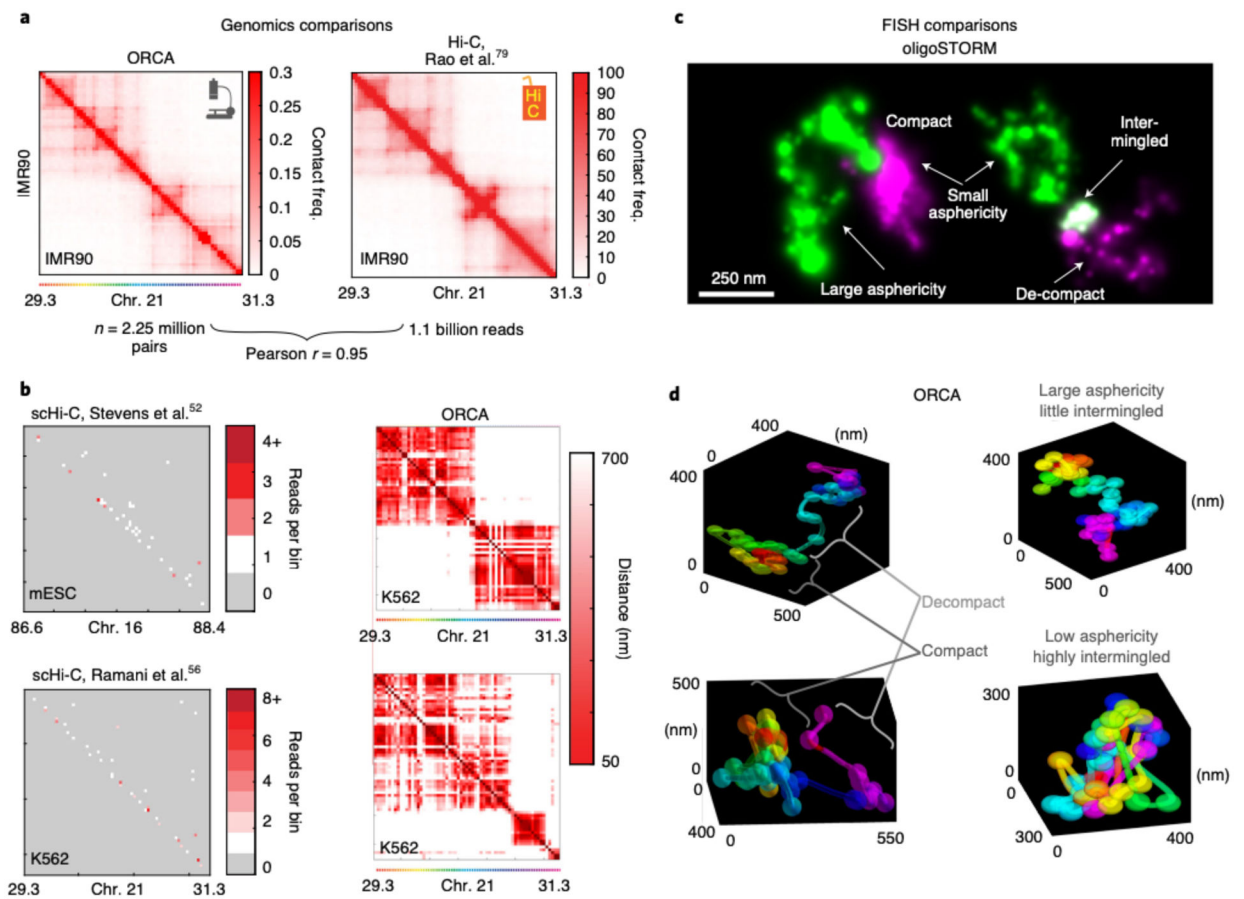 a
Genomics comparisons
ORCA
Hi-C,
Rao et al.79
Hi
C
IMR90
IMR90
IMR90
0.3
0.25
0.2
0.15
0.1
0.05
0
Contact freq.
100
90
80
70
60
50
40
30
20
10
0
Contact freq.
29.3 Chr. 21 31.3
29.3 Chr. 21 31.3
n = 2.25 million
pairs
1.1 billion reads
Pearson r = 0.95
b
scHi-C, Stevens et al.52
mESC
86.6 Chr. 16 88.4
4+
3
2
1
0
Reads per bin
scHi-C, Ramani et al.56
K562
29.3 Chr. 21 31.3
8+
6
4
2
0
Reads per bin
ORCA
K562
29.3 Chr. 21 31.3
K562
29.3 Chr. 21 31.3
700
50
Distance (nm)
c
FISH comparisons
oligoSTORM
Compact
Inter-
mingled
Small
asphericity
Large asphericity
De-compact
250 nm
d
ORCA
400
(nm)
0
400
0
0
500
Large asphericity
little intermingled
400
(nm)
0
0
500
0
400
Decompact
Compact
500
(nm)
0
0
400
0
550
Low asphericity
highly intermingled
300
0
0
(nm)
300
0
400